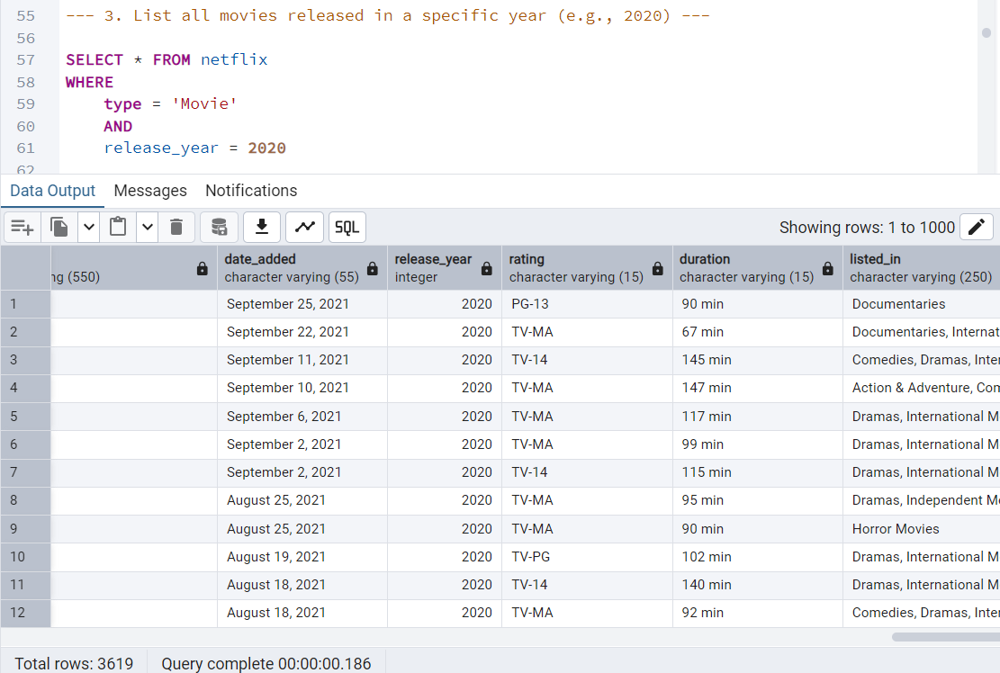 55 --- 3. List all movies released in a specific year (e.g., 2020) ---
56
57 SELECT * FROM netflix
58 WHERE
59 type = 'Movie'
60 AND
61 release_year = 2020
62
Data Output Messages Notifications
SQL Showing rows: 1 to 1000
date_added release_year rating duration listed_in
(550) character varying (55) integer character varying (15) character varying (15) character varying (250)
1 September 25, 2021 2020 PG-13 90 min Documentaries
2 September 22, 2021 2020 TV-MA 67 min Documentaries, Internat
3 September 11, 2021 2020 TV-14 145 min Comedies, Dramas, Inter
4 September 10, 2021 2020 TV-MA 147 min Action & Adventure, Com
5 September 6, 2021 2020 TV-MA 117 min Dramas, International M
6 September 2, 2021 2020 TV-MA 99 min Dramas, International M
7 September 2, 2021 2020 TV-14 115 min Dramas, International M
8 August 25, 2021 2020 TV-MA 95 min Dramas, Independent Mo
9 August 25, 2021 2020 TV-MA 90 min Horror Movies
10 August 19, 2021 2020 TV-PG 102 min Dramas, International M
11 August 18, 2021 2020 TV-14 140 min Dramas, International M
12 August 18, 2021 2020 TV-MA 92 min Comedies, Dramas, Inter
Total rows: 3619 Query complete 00:00:00.186